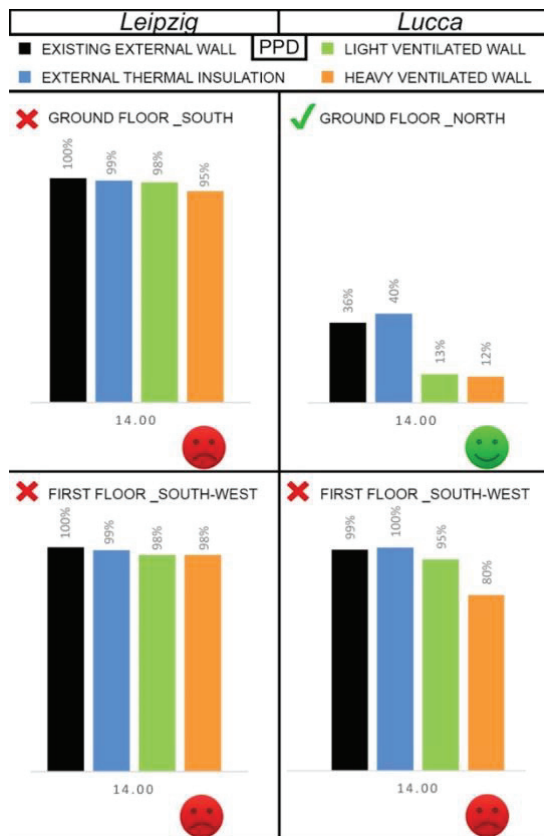 Leipzig Lucca
PPD
EXISTING EXTERNAL WALL LIGHT VENTILATED WALL
EXTERNAL THERMAL INSULATION HEAVY VENTILATED WALL
GROUND FLOOR _SOUTH
100% 99% 98% 95%
14.00
GROUND FLOOR _NORTH
36% 40% 13% 12%
14.00
FIRST FLOOR _SOUTH-WEST
100% 99% 98% 98%
14.00
FIRST FLOOR _SOUTH-WEST
99% 100% 95% 80%
14.00